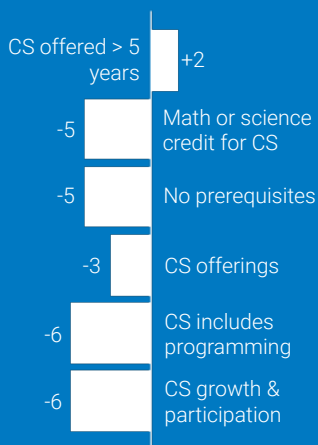 CS offered > 5
years
+2
-5
Math or science
credit for CS
-5
No prerequisites
-3
CS offerings
-6
CS includes
programming
-6
CS growth &
participation